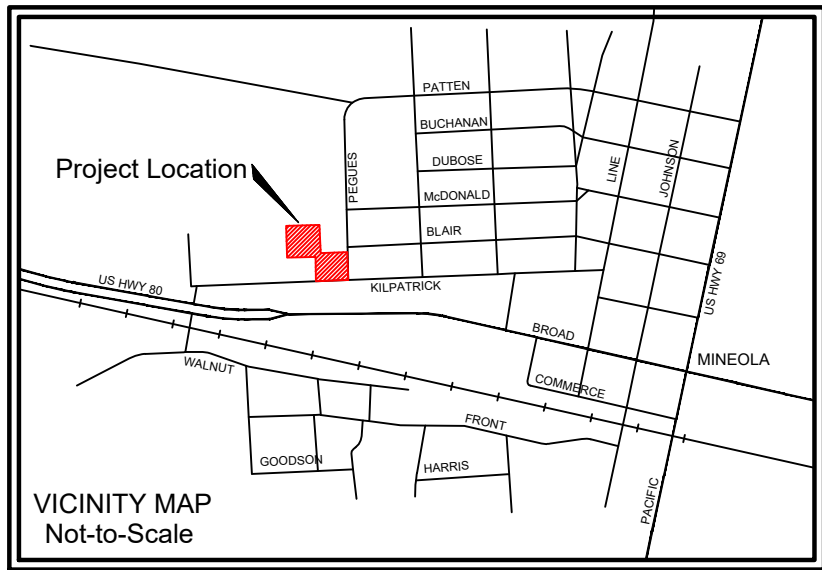 PATTEN
BUCHANAN
DUBOSE
McDONALD
BLAIR
PEGUES
LINE
JOHNSON
US HWY 69
Project Location
KILPATRICK
US HWY 80
BROAD
MINEOLA
WALNUT
COMMERCE
FRONT
GOODSON
HARRIS
PACIFIC
VICINITY MAP
Not-to-Scale